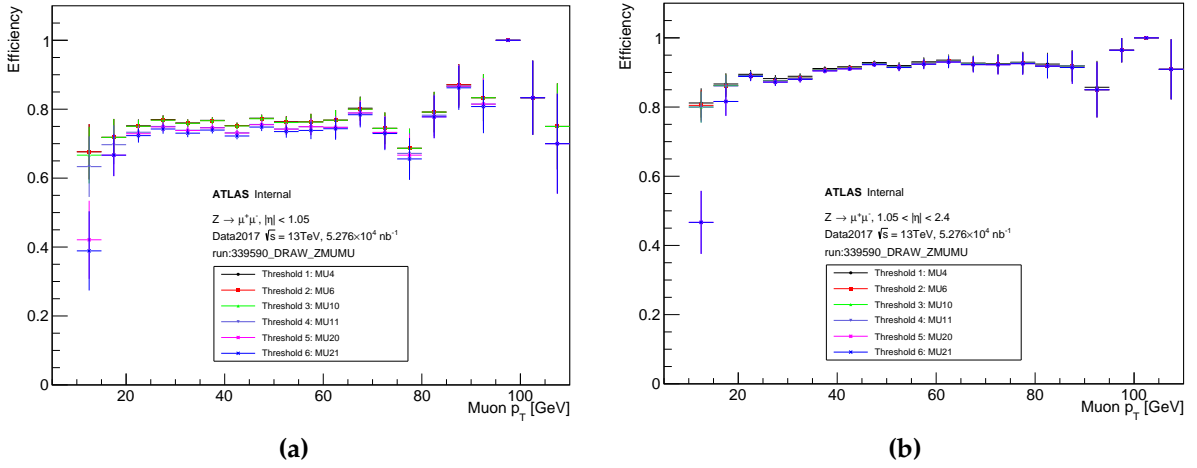 Efficiency
1
0.8
0.6
0.4
0.2
0
20 40 60 80 100
Muon p_T [GeV]
ATLAS Internal
Z → μ⁺μ⁻, |η| < 1.05
Data2017 √s = 13TeV, 5.276×10⁴ nb⁻¹
run:339590_DRAW_ZMUMU
Threshold 1: MU4
Threshold 2: MU6
Threshold 3: MU10
Threshold 4: MU11
Threshold 5: MU20
Threshold 6: MU21
(a)
Efficiency
1
0.8
0.6
0.4
0.2
0
20 40 60 80 100
Muon p_T [GeV]
ATLAS Internal
Z → μ⁺μ⁻, 1.05 < |η| < 2.4
Data2017 √s = 13TeV, 5.276×10⁴ nb⁻¹
run:339590_DRAW_ZMUMU
Threshold 1: MU4
Threshold 2: MU6
Threshold 3: MU10
Threshold 4: MU11
Threshold 5: MU20
Threshold 6: MU21
(b)